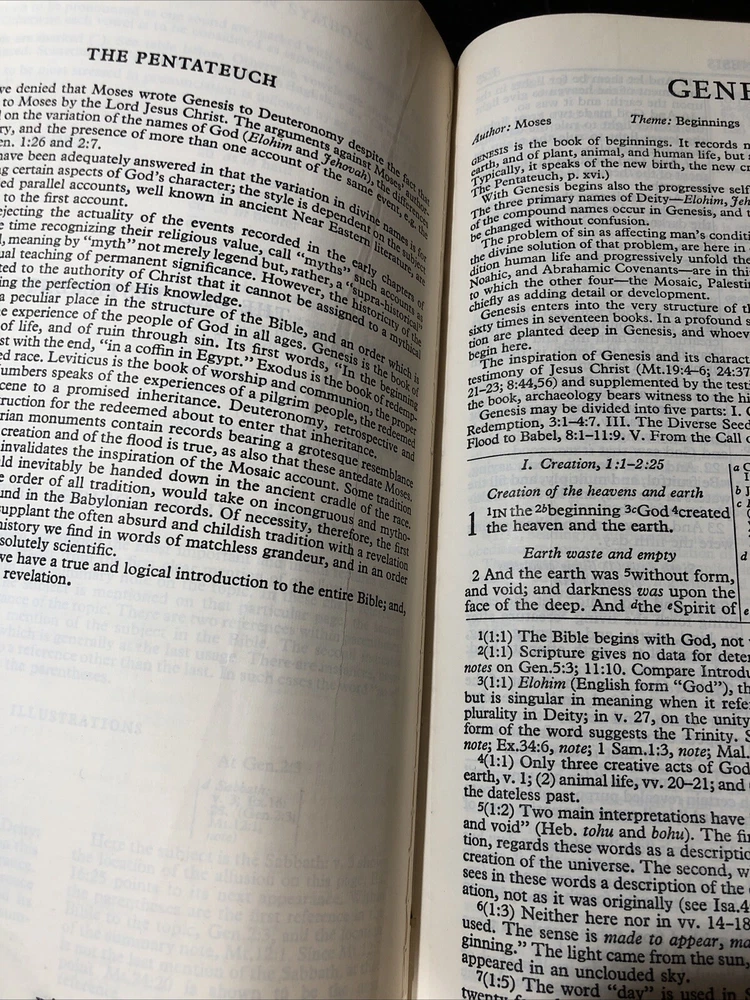 THE PENTATEUCH
ve denied that Moses wrote Genesis to Deuteronomy despite the fact that
to Moses by the Lord Jesus Christ. The arguments against Moses' author-
on the variation of the names of God (Elohim and Jehovah), the differences
ry, and the presence of more than one account of the same event, e.g. the
en. 1:26 and 2:7.
have been adequately answered in that the variation in divine names is for
ng certain aspects of God's character; the style is dependent on the subject
ed parallel accounts, well known in ancient Near Eastern literature, are
to the first account.
ejecting the actuality of the events recorded in the early chapters of
e time recognizing their religious value, call "myths" such accounts as
l, meaning by "myth" not merely legend but, rather, a "supra-historical"
ual teaching of permanent significance. However, the historicity of the
ted to the authority of Christ that it cannot be assigned to a mythical
ing the perfection of His knowledge.
a peculiar place in the structure of the Bible, and an order which is
e experience of the people of God in all ages. Genesis is the book of
of life, and of ruin through sin. Its first words, "In the beginning
st with the end, "in a coffin in Egypt." Exodus is the book of redemp-
ed race. Leviticus is the book of worship and communion, the proper
umbers speaks of the experiences of a pilgrim people, the redeemed
cene to a promised inheritance. Deuteronomy, retrospective and
truction for the redeemed about to enter that inheritance.
rian monuments contain records bearing a grotesque resemblance
creation and of the flood is true, as also that these antedate Moses.
invalidates the inspiration of the Mosaic account. Some tradition
ld inevitably be handed down in the ancient cradle of the race.
e order of all tradition, would take on incongruous and mytho-
und in the Babylonian records. Of necessity, therefore, the first
supplant the often absurd and childish tradition with a revelation
history we find in words of matchless grandeur, and in an order
solutely scientific.
we have a true and logical introduction to the entire Bible; and,
revelation.
ILLUSTRATIONS
At Gen.2:3
GENE
Author: Moses Theme: Beginnings
GENESIS is the book of beginnings. It records n
earth, and of plant, animal, and human life, but
Typically, it speaks of the new birth, the new cr
The Pentateuch, p. xvi.)
With Genesis begins also the progressive self
The three primary names of Deity—Elohim, Jeh
of the compound names occur in Genesis, and
be changed without confusion.
The problem of sin as affecting man's conditi
the divine solution of that problem, are here in
dition human life and progressively unfold the
Noahic, and Abrahamic Covenants—are in thi
to which the other four—the Mosaic, Palestin
chiefly as adding detail or development.
Genesis enters into the very structure of th
sixty times in seventeen books. In a profound s
tion are planted deep in Genesis, and whoev
begin here.
The inspiration of Genesis and its charact
testimony of Jesus Christ (Mt.19:4-6; 24:37
21-23; 8:44,56) and supplemented by the test
the book, archaeology bears witness to the hi
Genesis may be divided into five parts: I. C
Redemption, 3:1-4:7. III. The Diverse Seed
Flood to Babel, 8:1-11:9. V. From the Call o
I. Creation, 1:1-2:25
Creation of the heavens and earth
1 1IN the 2bbeginning 3cGod 4created
the heaven and the earth.
Earth waste and empty
2 And the earth was 5without form,
and void; and darkness was upon the
face of the deep. And dthe eSpirit of
a
b
c
d
e
1(1:1) The Bible begins with God, not
2(1:1) Scripture gives no data for deter
notes on Gen.5:3; 11:10. Compare Introdu
3(1:1) Elohim (English form "God"), th
but is singular in meaning when it refe
plurality in Deity; in v. 27, on the unity
form of the word suggests the Trinity. S
note; Ex.34:6, note; 1 Sam.1:3, note; Mal.
4(1:1) Only three creative acts of God
earth, v. 1; (2) animal life, vv. 20-21; and
the dateless past.
5(1:2) Two main interpretations have
and void" (Heb. tohu and bohu). The fir
tion, regards these words as a descriptio
creation of the universe. The second, w
sees in these words a description of the
ation, not as it was originally (see Isa.4
6(1:3) Neither here nor in vv. 14-18
used. The sense is made to appear, ma
ginning." The light came from the sun,
appeared in an unclouded sky.
7(1:5) The word "day" is used in